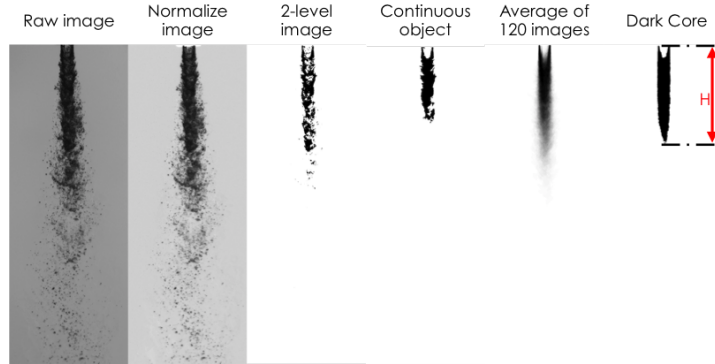 Raw image
Normalize
image
2-level
image
Continuous
object
Average of
120 images
Dark Core
H